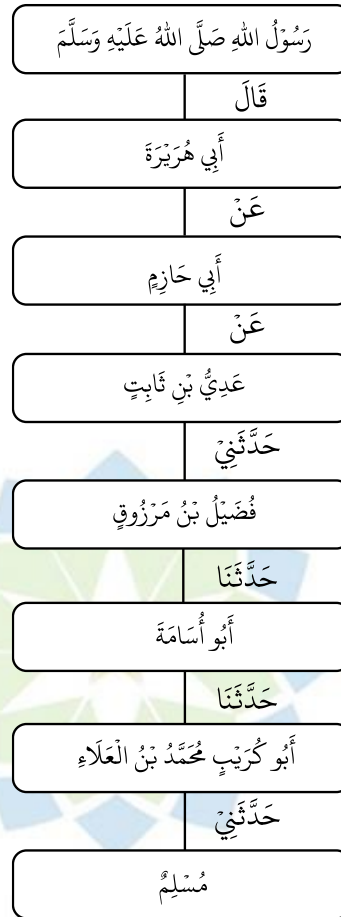 رَسُوْلُ اللهِ صَلَّى اللهُ عَلَيْهِ وَسَلَّمَ
قَالَ
أَبِي هُرَيْرَةَ
عَنْ
أَبِي حَازِمٍ
عَنْ
عَدِيُّ بْنِ ثَابِتٍ
حَدَّثَنِيْ
فُضَيْلُ بْنُ مَرْزُوقٍ
حَدَّثَنَا
أَبُو أُسَامَةَ
حَدَّثَنَا
أَبُو كُرَيْبٍ مُحَمَّدُ بْنُ الْعَلَاءِ
حَدَّثَنِيْ
مُسْلِمٌ